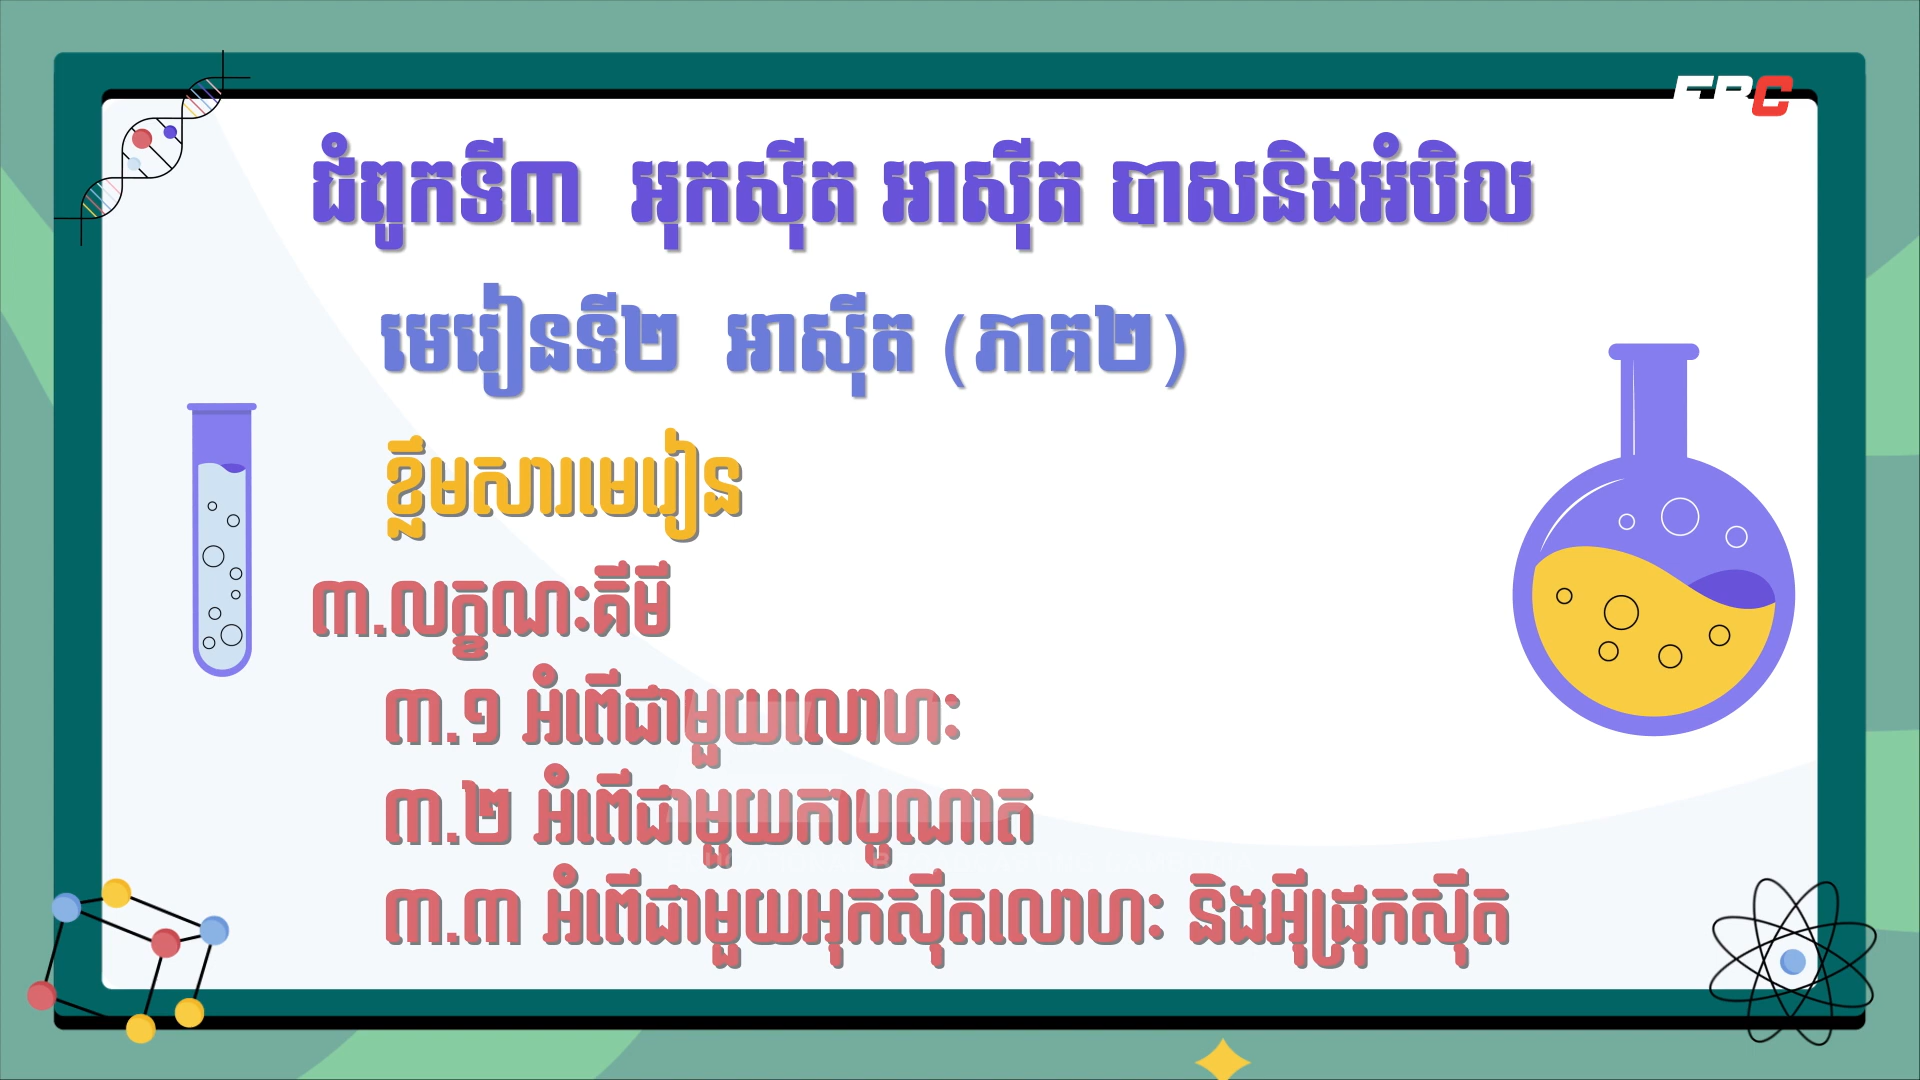 ជំពូកទី៣ អុកស៊ីត អាស៊ីត បាសនិងអំបិល
មេរៀនទី២ អាស៊ីត (ភាគ២)
ខ្លឹមសារមេរៀន
៣.លក្ខណៈគីមី
៣.១ អំពើជាមួយលោហៈ
៣.២ អំពើជាមួយកាបូណាត
៣.៣ អំពើជាមួយអុកស៊ីតលោហៈ និងអ៊ីដ្រុកស៊ីត